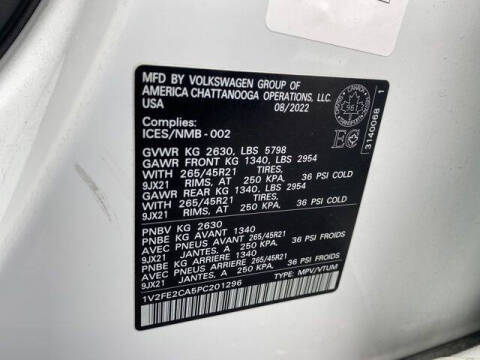 MFD BY VOLKSWAGEN GROUP OF
AMERICA CHATTANOOGA OPERATIONS, LLC.
USA 08/2022
Complies:
ICES/NMB - 002
GVWR KG 2630, LBS 5798
GAWR FRONT KG 1340, LBS 2954
WITH 265/45R21 TIRES,
9JX21 RIMS, AT 250 KPA. 36 PSI COLD
GAWR REAR KG 1340, LBS 2954
WITH 265/45R21 TIRES,
9JX21 RIMS, AT 250 KPA. 36 PSI COLD
PNBV KG 2630
PNBE KG AVANT 1340
AVEC PNEUS AVANT 265/45R21
9JX21 JANTES, A 250 KPA. 36 PSI FROIDS
PNBE KG ARRIERE 1340
AVEC PNEUS ARRIERE 265/45R21
9JX21 JANTES, A 250 KPA. 36 PSI FROIDS
1V2FE2CA5PC201296 TYPE: MPV/VTUM
961
EC
3140068 1